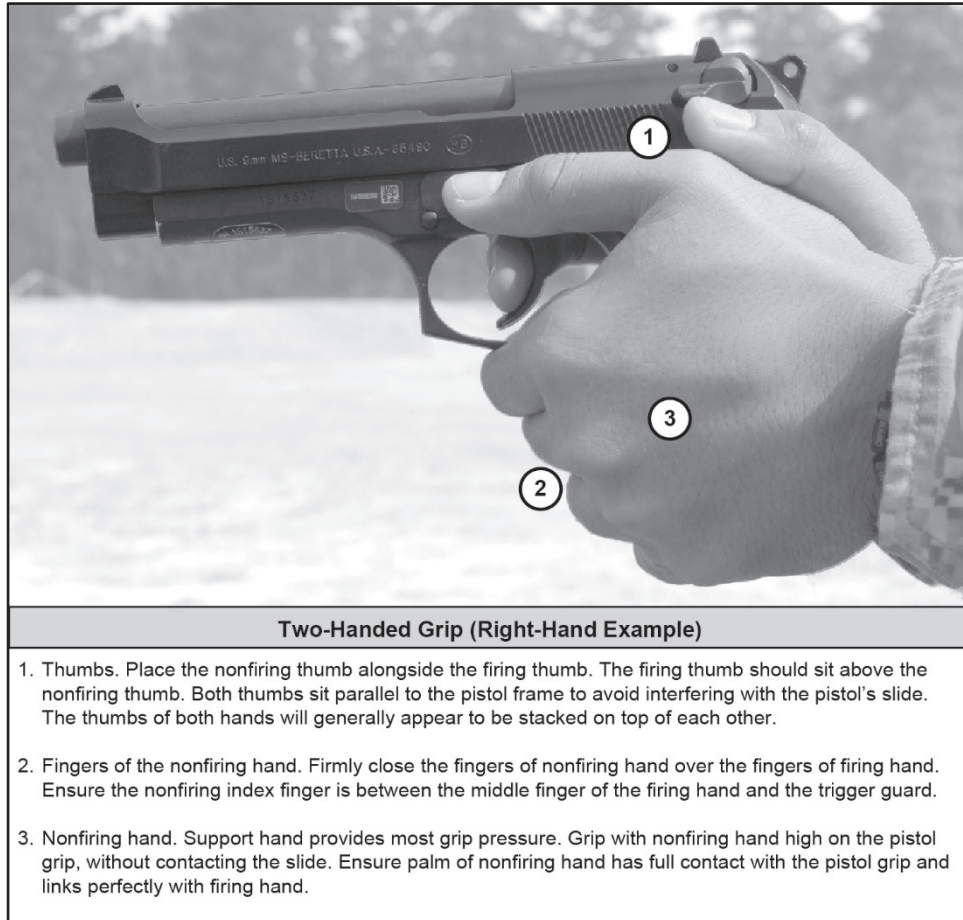 U.S. 9mm M9-BERETTA U.S.A.-65490
PB
1
3
2
Two-Handed Grip (Right-Hand Example)
1. Thumbs. Place the nonfiring thumb alongside the firing thumb. The firing thumb should sit above the
nonfiring thumb. Both thumbs sit parallel to the pistol frame to avoid interfering with the pistol's slide.
The thumbs of both hands will generally appear to be stacked on top of each other.
2. Fingers of the nonfiring hand. Firmly close the fingers of nonfiring hand over the fingers of firing hand.
Ensure the nonfiring index finger is between the middle finger of the firing hand and the trigger guard.
3. Nonfiring hand. Support hand provides most grip pressure. Grip with nonfiring hand high on the pistol
grip, without contacting the slide. Ensure palm of nonfiring hand has full contact with the pistol grip and
links perfectly with firing hand.